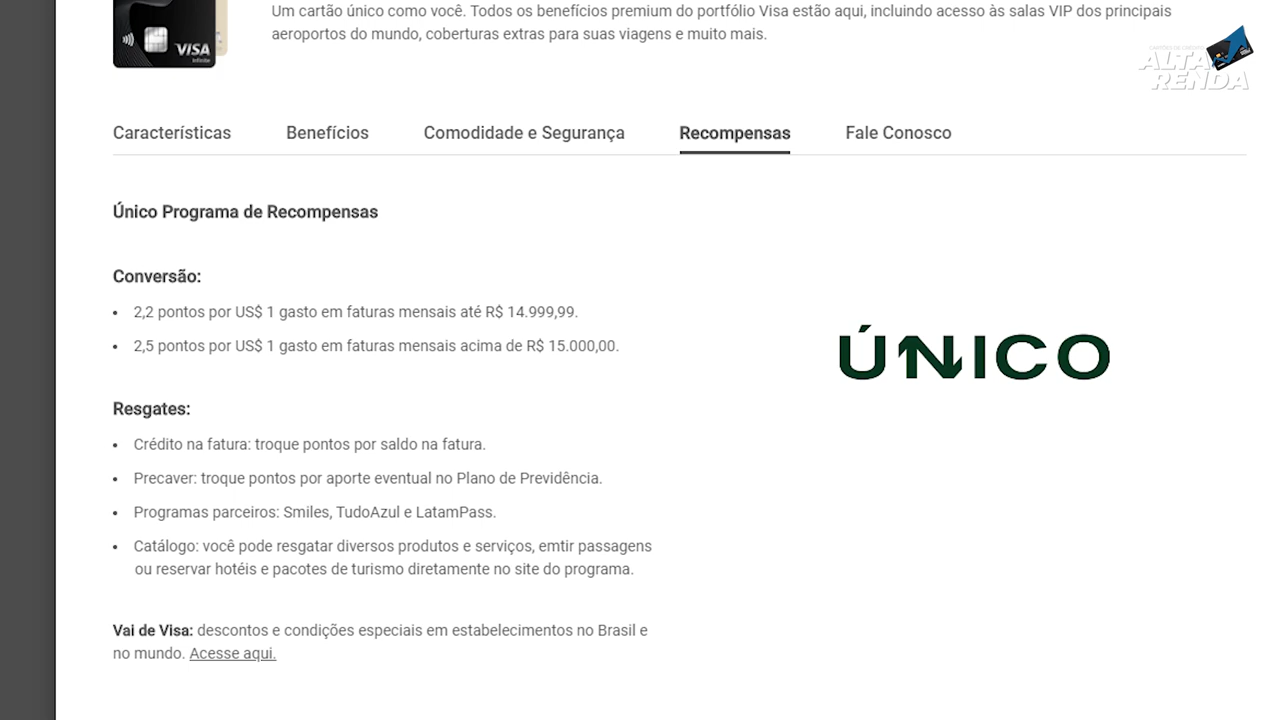 Um cartão único como você. Todos os benefícios premium do portfólio Visa estão aqui, incluindo acesso às salas VIP dos principais
aeroportos do mundo, coberturas extras para suas viagens e muito mais.
VISA
Infinite
CARTÕES DE CRÉDITO
ALTA
RENDA
Características Benefícios Comodidade e Segurança Recompensas Fale Conosco
Único Programa de Recompensas
Conversão:
• 2,2 pontos por US$ 1 gasto em faturas mensais até R$ 14.999,99.
• 2,5 pontos por US$ 1 gasto em faturas mensais acima de R$ 15.000,00.
ÚNICO
Resgates:
• Crédito na fatura: troque pontos por saldo na fatura.
• Precaver: troque pontos por aporte eventual no Plano de Previdência.
• Programas parceiros: Smiles, TudoAzul e LatamPass.
• Catálogo: você pode resgatar diversos produtos e serviços, emtir passagens
ou reservar hotéis e pacotes de turismo diretamente no site do programa.
Vai de Visa: descontos e condições especiais em estabelecimentos no Brasil e
no mundo. Acesse aqui.